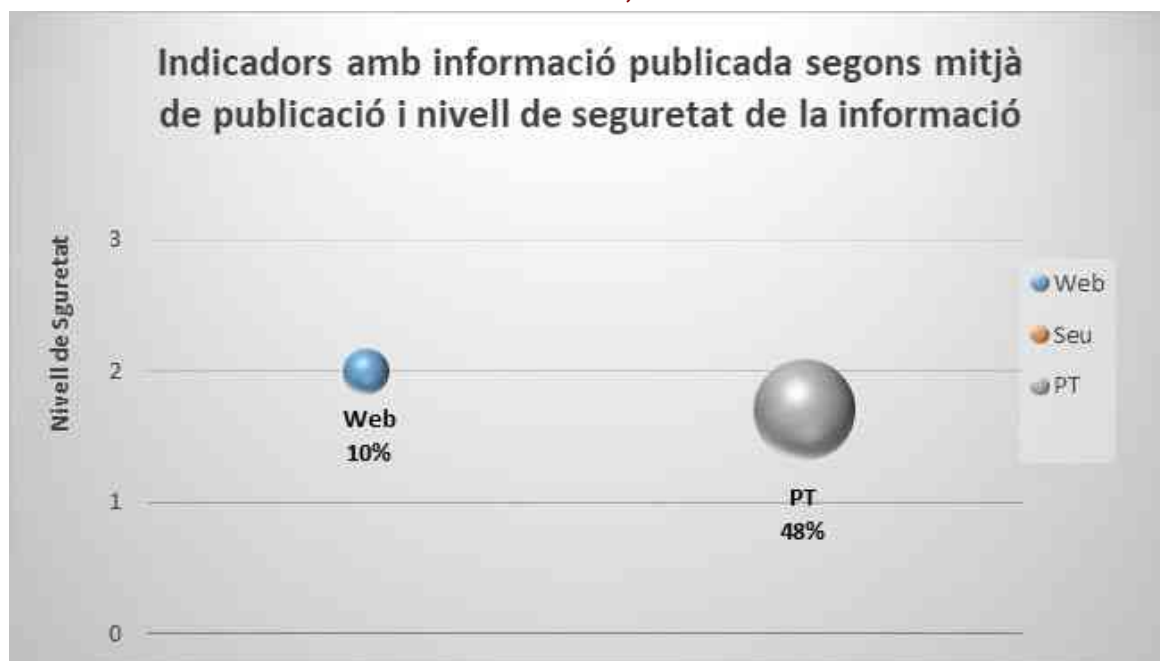 Indicadors amb informació publicada segons mitjà
de publicació i nivell de seguretat de la informació
Nivell de Sguretat
3
2
1
0
Web
10%
PT
48%
Web
Seu
PT